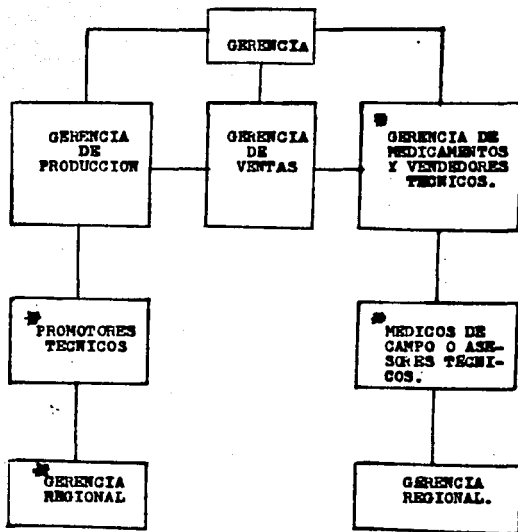 GERENCIA
GERENCIA
DE
PRODUCCION
GERENCIA
DE
VENTAS
GERENCIA DE
MEDICAMENTOS
Y VENDEDORES
TECNICOS.
PROMOTORES
TECNICOS
MEDICOS DE
CAMPO O ASE-
SORES TECNI-
COS.
GERENCIA
REGIONAL
GERENCIA
REGIONAL.